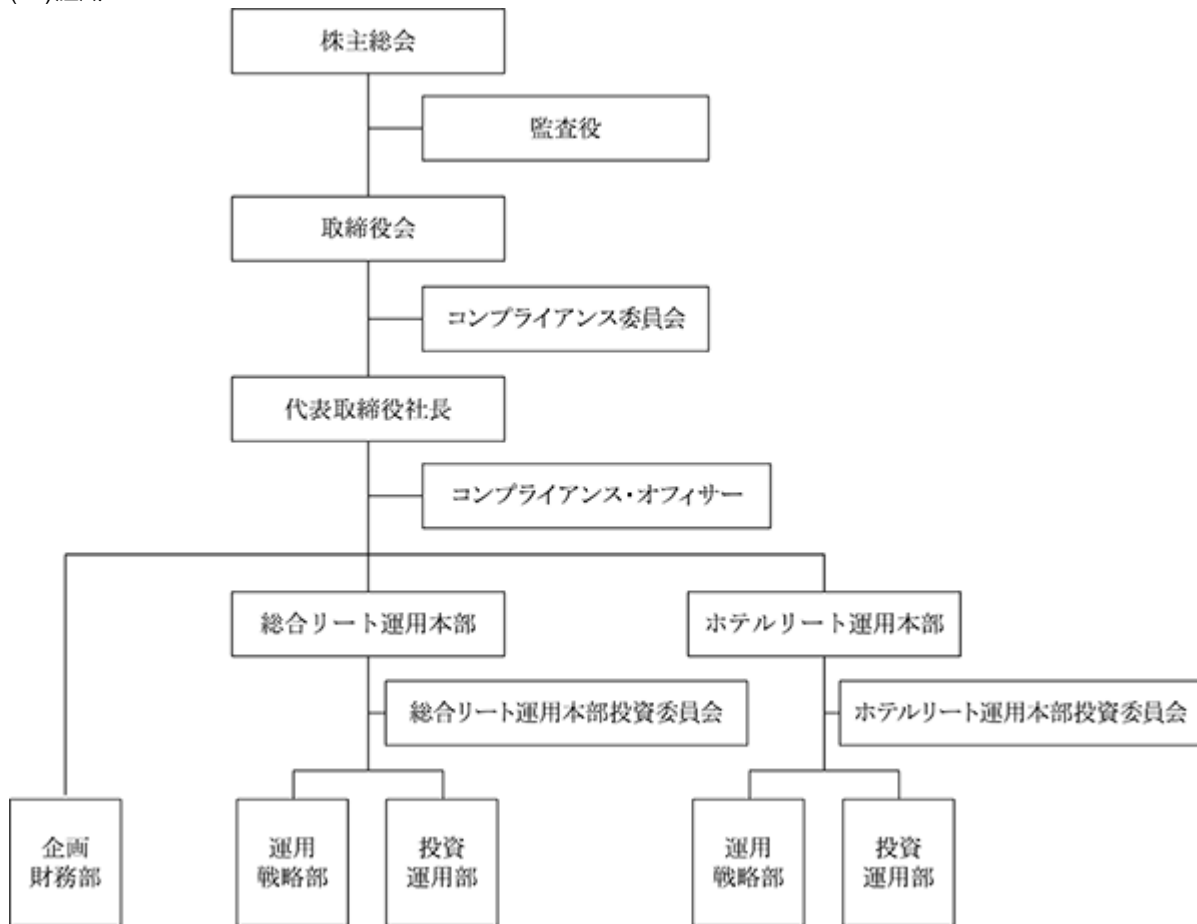 株主総会
監査役
取締役会
コンプライアンス委員会
代表取締役社長
コンプライアンス・オフィサー
総合リート運用本部
ホテルリート運用本部
総合リート運用本部投資委員会
ホテルリート運用本部投資委員会
企画
財務部
運用
戦略部
投資
運用部
運用
戦略部
投資
運用部